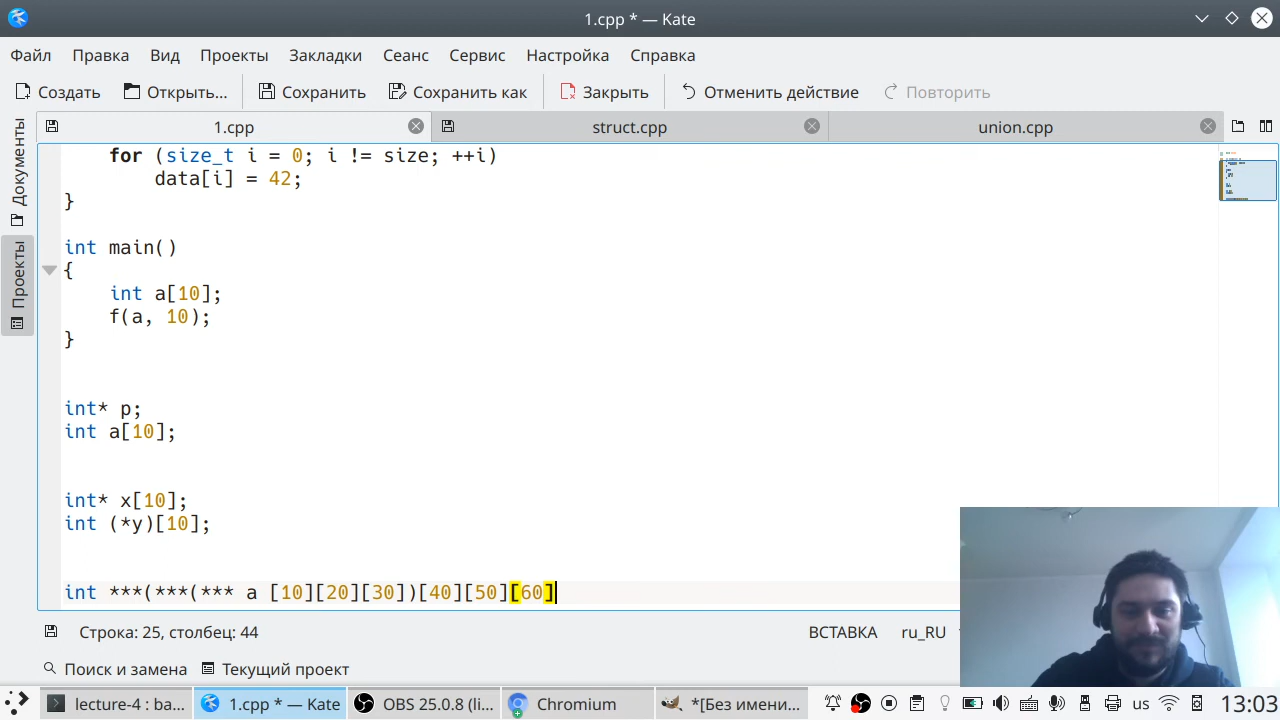 1.cpp * — Kate
Файл Правка Вид Проекты Закладки Сеанс Сервис Настройка Справка
Создать Открыть... Сохранить Сохранить как Закрыть Отменить действие Повторить
1.cpp struct.cpp union.cpp
Документы
Проекты
for (size_t i = 0; i != size; ++i)
data[i] = 42;
}
int main()
{
int a[10];
f(a, 10);
}
int* p;
int a[10];
int* x[10];
int (*y)[10];
int ***(***(*** a [10][20][30])[40][50][60]
Строка: 25, столбец: 44 ВСТАВКА ru_RU
Поиск и замена Текущий проект
lecture-4 : ba... 1.cpp * — Kate OBS 25.0.8 (li... Chromium *[Без имени... us 13:03